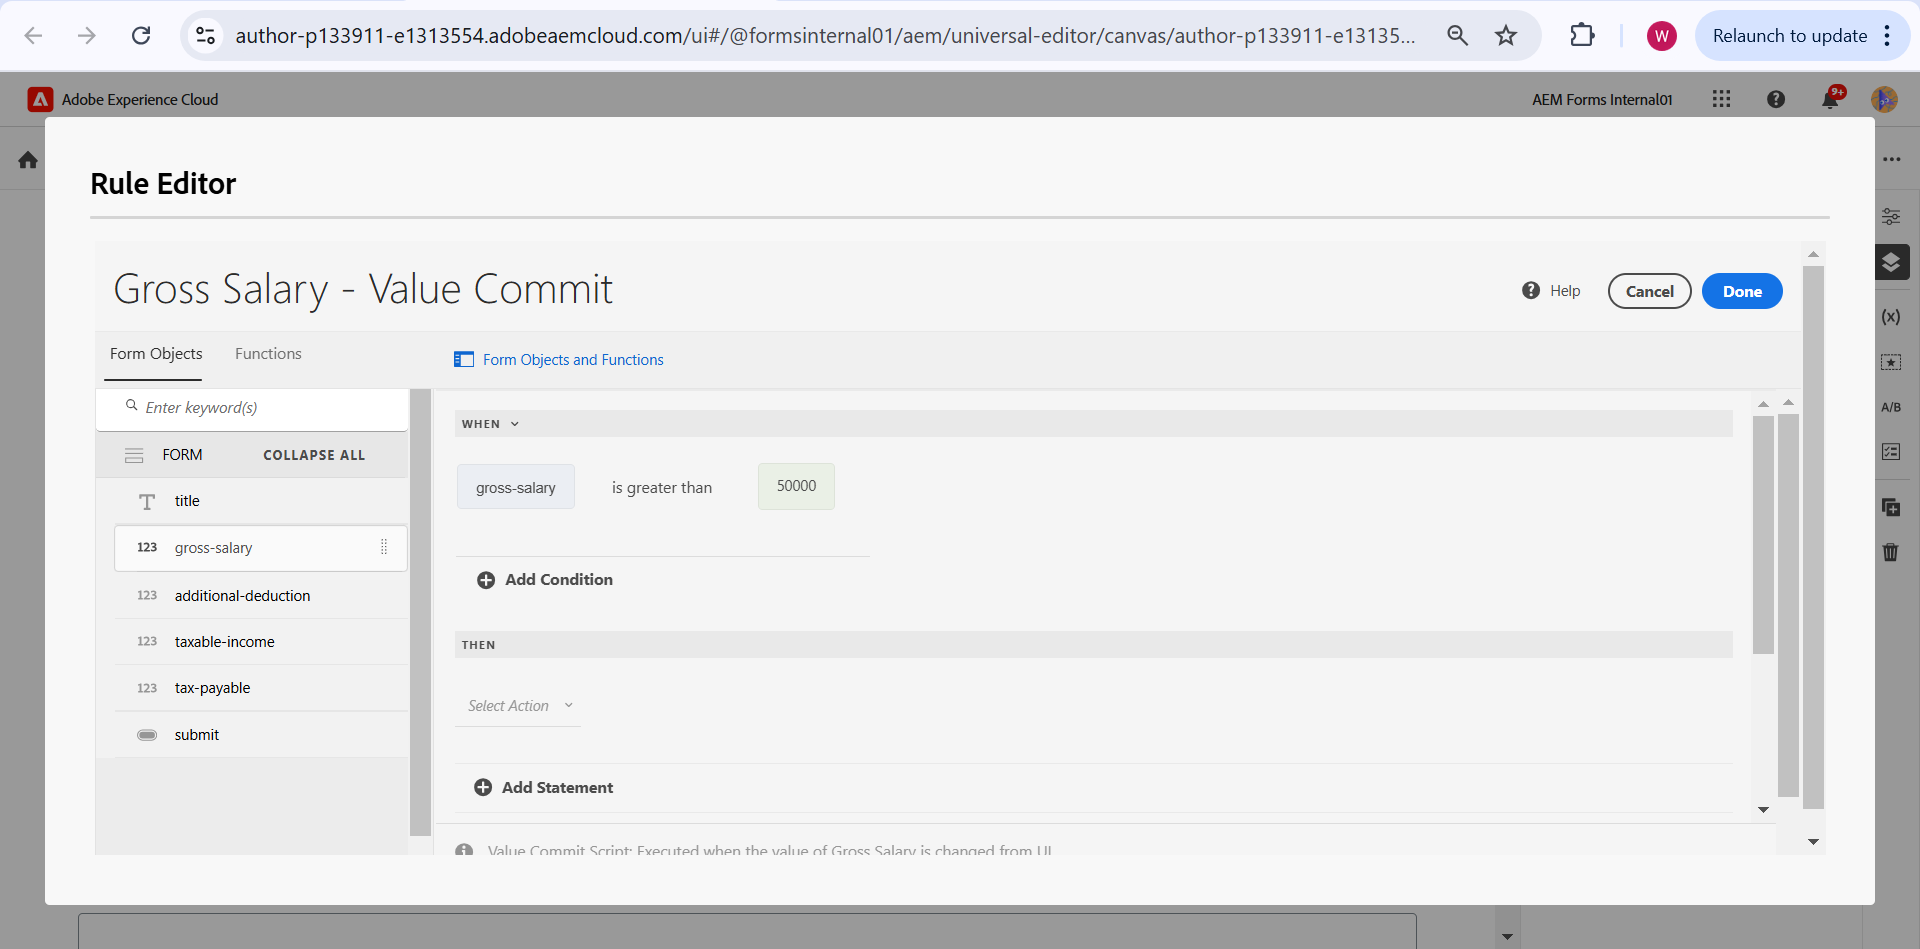 author-p133911-e1313554.adobeaemcloud.com/ui#/@formsinternal01/aem/universal-editor/canvas/author-p133911-e13135...
W
Relaunch to update
Adobe Experience Cloud
AEM Forms Internal01
9+
Rule Editor
Gross Salary - Value Commit
Help
Cancel
Done
Form Objects
Functions
Form Objects and Functions
Enter keyword(s)
WHEN
FORM
COLLAPSE ALL
title
gross-salary
is greater than
50000
123 gross-salary
123 additional-deduction
Add Condition
123 taxable-income
THEN
123 tax-payable
Select Action
submit
Add Statement
Value Commit Script: Executed when the value of Gross Salary is changed from UI
(x)
A/B